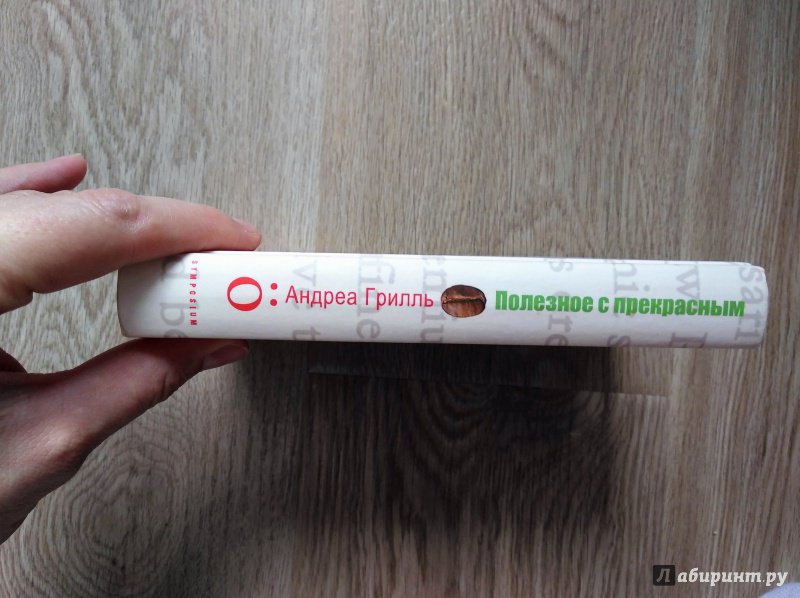 SYMPOSIUM
O:
Андреа Грилль
Полезное с прекрасным
Лабиринт.ру